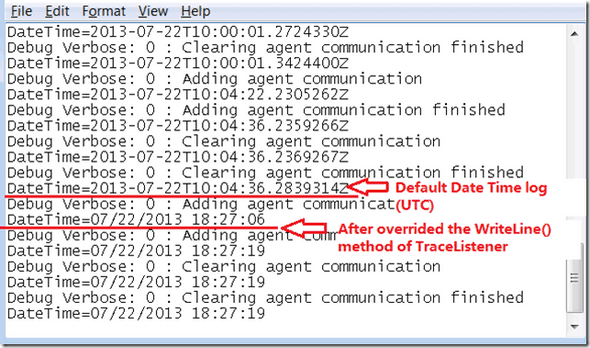 File Edit Format View Help
DateTime=2013-07-22T10:00:01.2724330Z
Debug Verbose: 0 : Clearing agent communication finished
DateTime=2013-07-22T10:00:01.3424400Z
Debug Verbose: 0 : Adding agent communication
DateTime=2013-07-22T10:04:22.2305262Z
Debug Verbose: 0 : Adding agent communication finished
DateTime=2013-07-22T10:04:36.2359266Z
Debug Verbose: 0 : Clearing agent communication
DateTime=2013-07-22T10:04:36.2369267Z
Debug Verbose: 0 : Clearing agent communication finished
DateTime=2013-07-22T10:04:36.2839314Z
Default Date Time log
(UTC)
Debug Verbose: 0 : Adding agent communicat
DateTime=07/22/2013 18:27:06
After overrided the WriteLine()
method of TraceListener
Debug Verbose: 0 : Adding agent comm
DateTime=07/22/2013 18:27:19
Debug Verbose: 0 : Clearing agent communication
DateTime=07/22/2013 18:27:19
Debug Verbose: 0 : Clearing agent communication finished
DateTime=07/22/2013 18:27:19